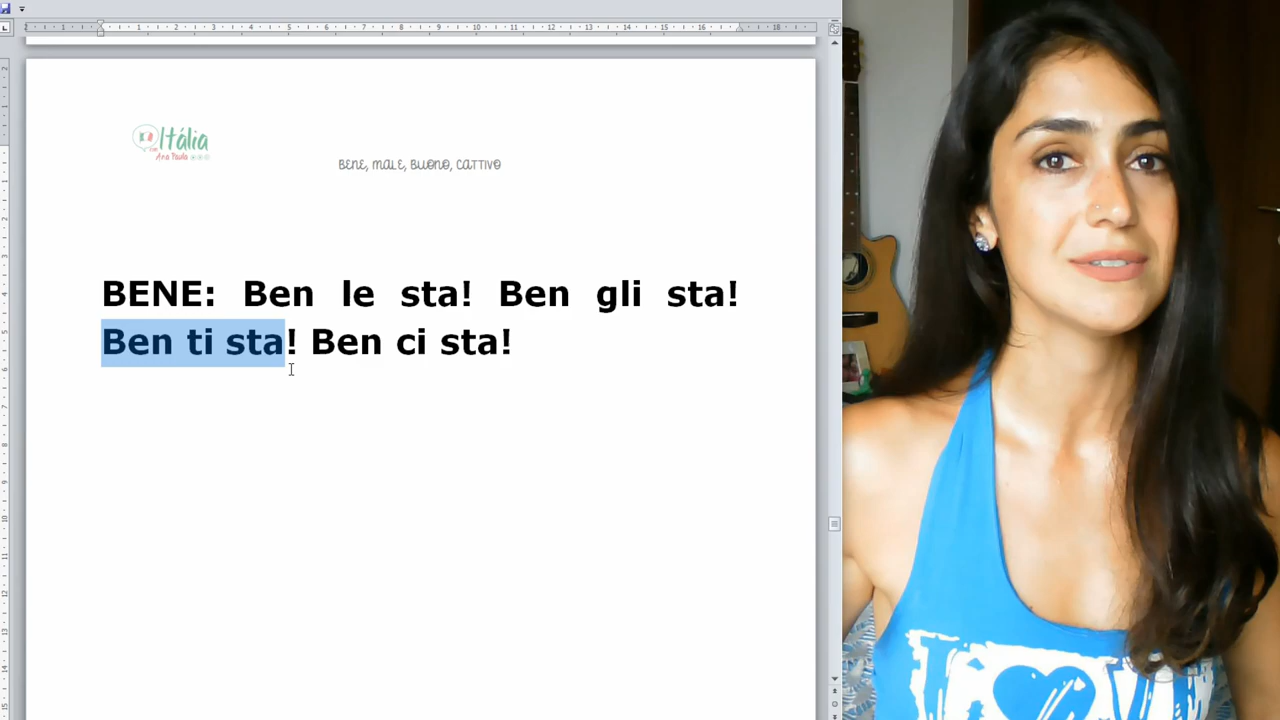 Itália
com
Ana Paula
BENE, MALE, BUONO, CATTIVO
BENE: Ben le sta! Ben gli sta!
Ben ti sta! Ben ci sta!